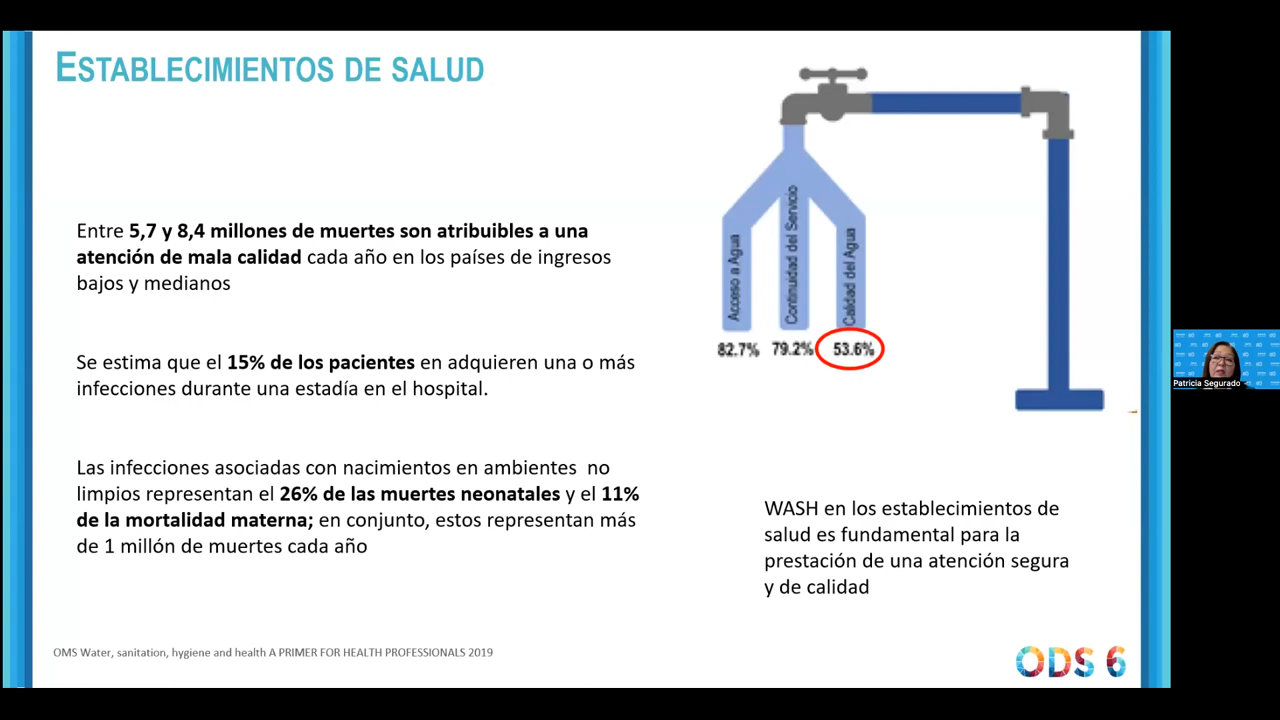 ESTABLECIMIENTOS DE SALUD
Entre 5,7 y 8,4 millones de muertes son atribuibles a una
atención de mala calidad cada año en los países de ingresos
bajos y medianos
Se estima que el 15% de los pacientes en adquieren una o más
infecciones durante una estadía en el hospital.
Las infecciones asociadas con nacimientos en ambientes no
limpios representan el 26% de las muertes neonatales y el 11%
de la mortalidad materna; en conjunto, estos representan más
de 1 millón de muertes cada año
Acceso a Agua
Continuidad del Servicio
Calidad del Agua
82.7% 79.2% 53.6%
WASH en los establecimientos de
salud es fundamental para la
prestación de una atención segura
y de calidad
OMS Water, sanitation, hygiene and health A PRIMER FOR HEALTH PROFESSIONALS 2019
ODS 6
Patricia Segurado